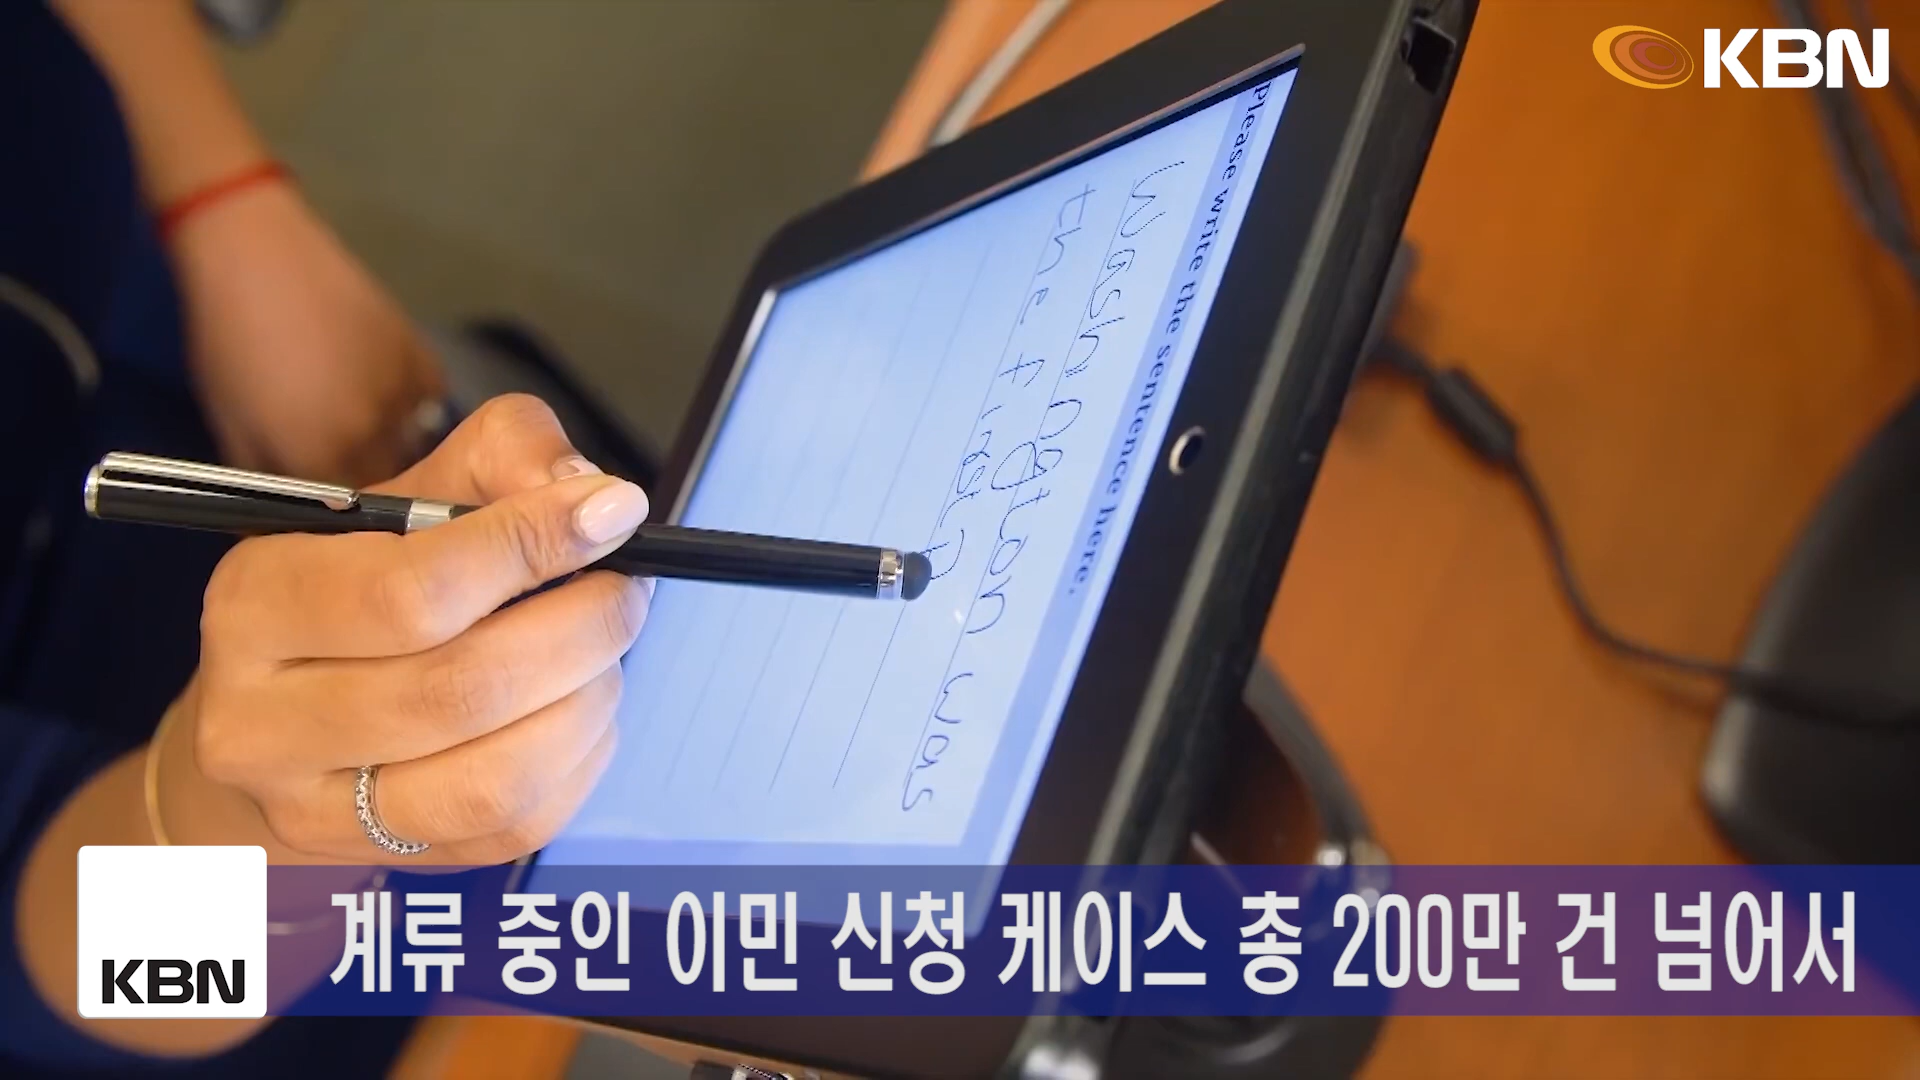 KBN
Please write the sentence here.
Washington was
the first P
KBN
계류 중인 이민 신청 케이스 총 200만 건 넘어서